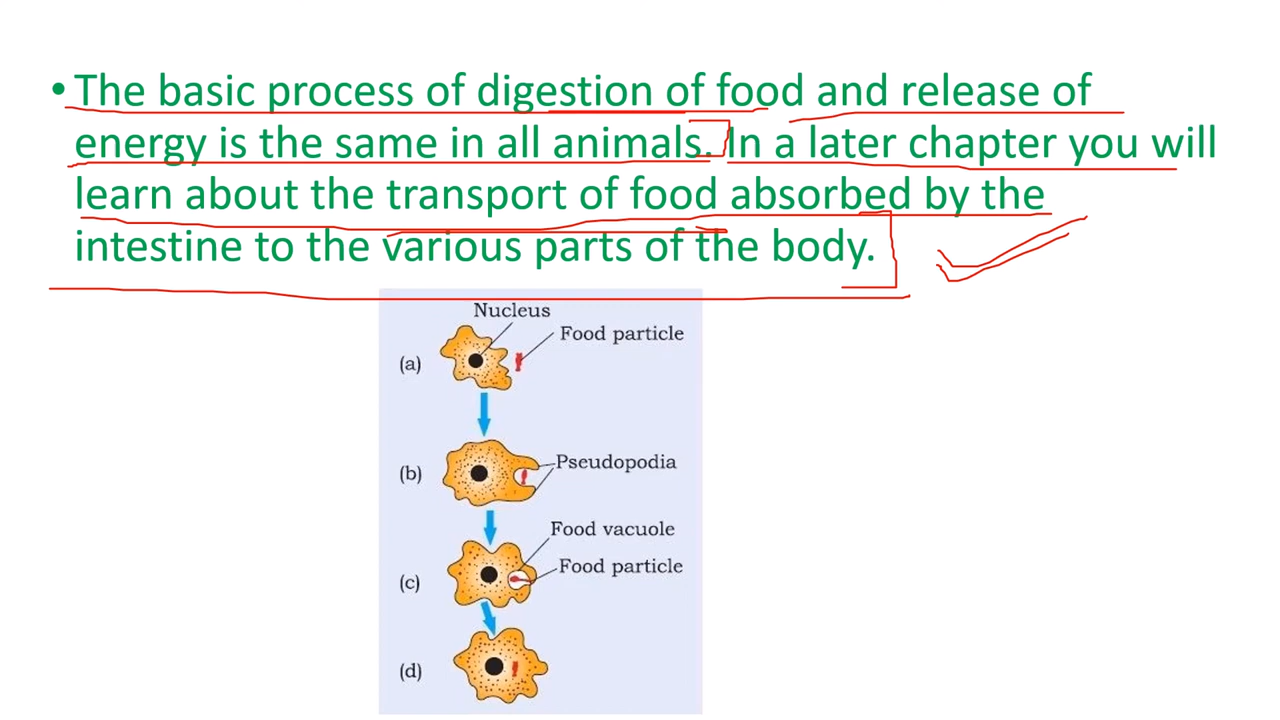 • The basic process of digestion of food and release of
energy is the same in all animals. In a later chapter you will
learn about the transport of food absorbed by the
intestine to the various parts of the body.
Nucleus
Food particle
(a)
Pseudopodia
(b)
Food vacuole
Food particle
(c)
(d)